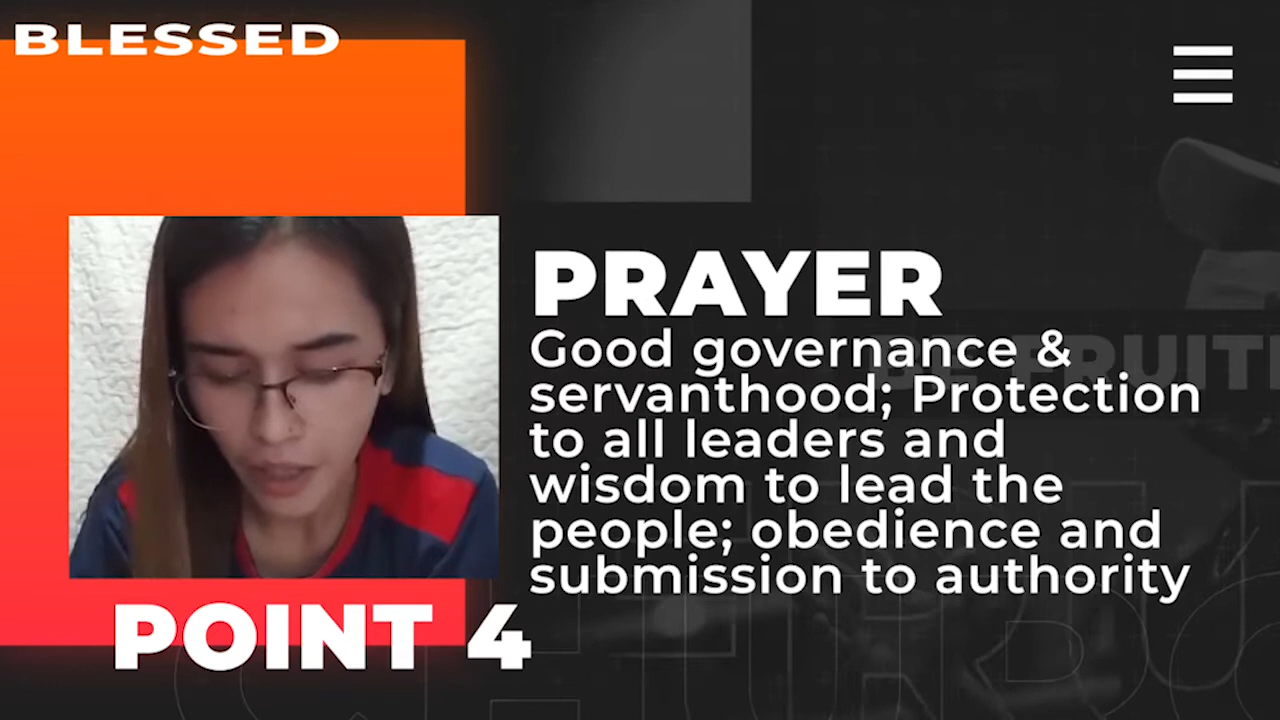 BLESSED
PRAYER
Good governance &
servanthood; Protection
to all leaders and
wisdom to lead the
people; obedience and
submission to authority
POINT 4